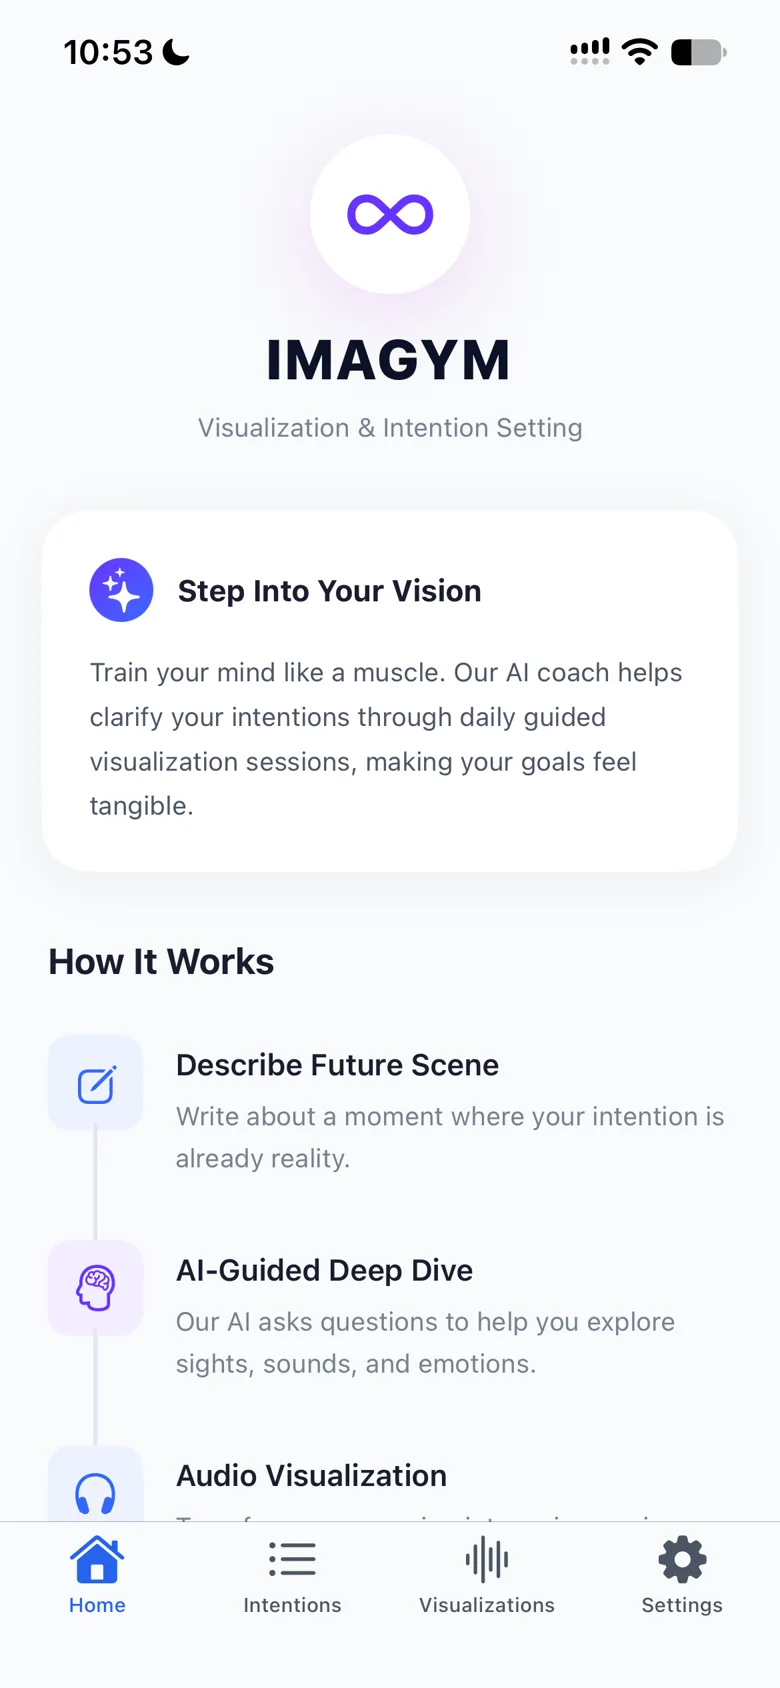 10:53
IMAGYM
Visualization & Intention Setting
Step Into Your Vision
Train your mind like a muscle. Our AI coach helps
clarify your intentions through daily guided
visualization sessions, making your goals feel
tangible.
How It Works
Describe Future Scene
Write about a moment where your intention is
already reality.
AI-Guided Deep Dive
Our AI asks questions to help you explore
sights, sounds, and emotions.
Audio Visualization
Home
Intentions
Visualizations
Settings